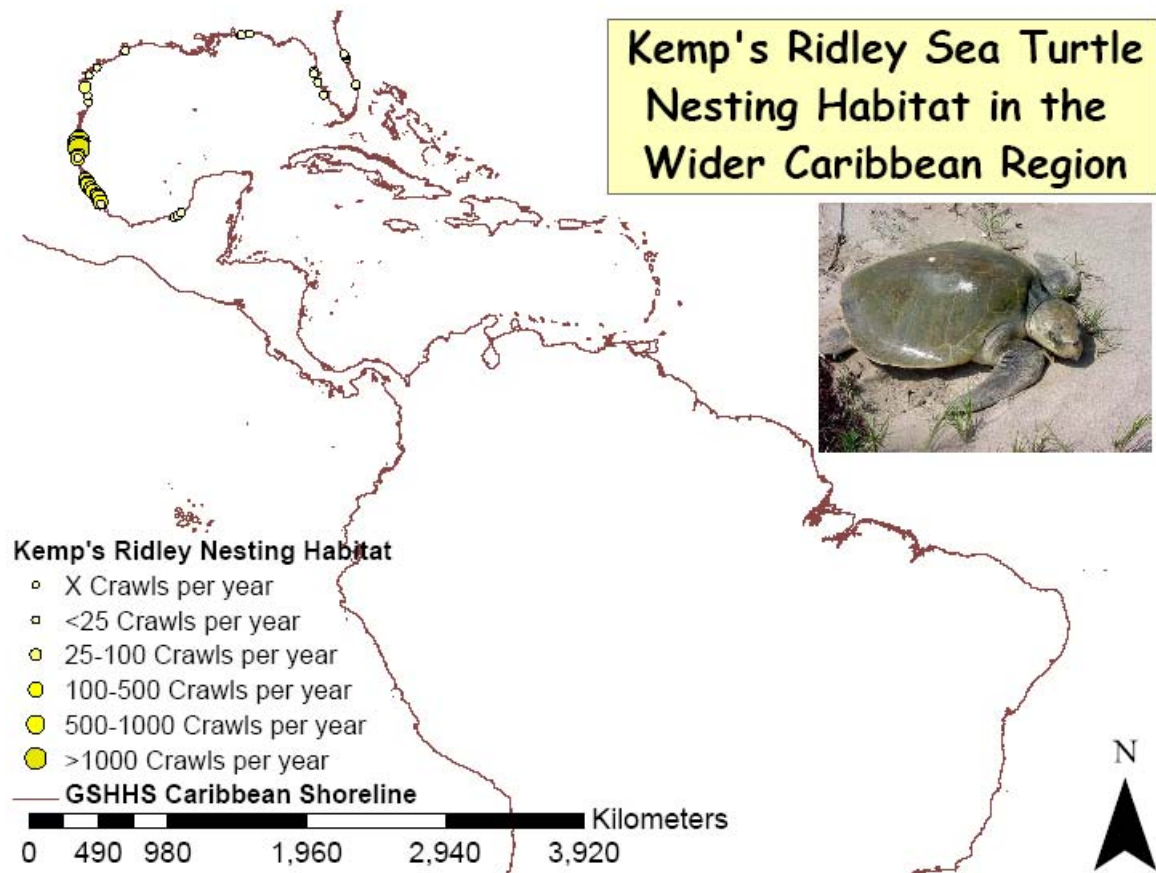 Kemp's Ridley Sea Turtle
Nesting Habitat in the
Wider Caribbean Region
Kemp's Ridley Nesting Habitat
X Crawls per year
<25 Crawls per year
25-100 Crawls per year
100-500 Crawls per year
500-1000 Crawls per year
>1000 Crawls per year
GSHHS Caribbean Shoreline
Kilometers
0 490 980 1,960 2,940 3,920
N